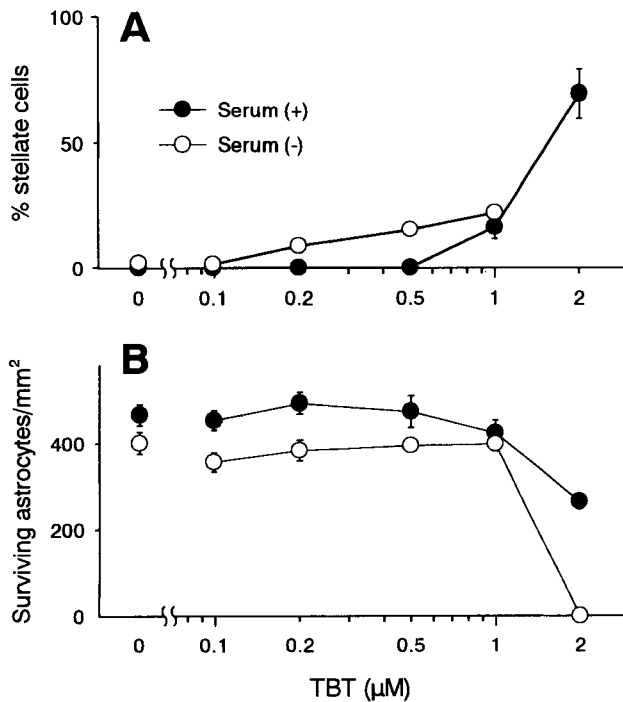 A
100
50
0
% stellate cells
Serum (+)
Serum (-)
0 0.1 0.2 0.5 1 2
B
400
200
0
Surviving astrocytes/mm²
0 0.1 0.2 0.5 1 2
TBT (μM)